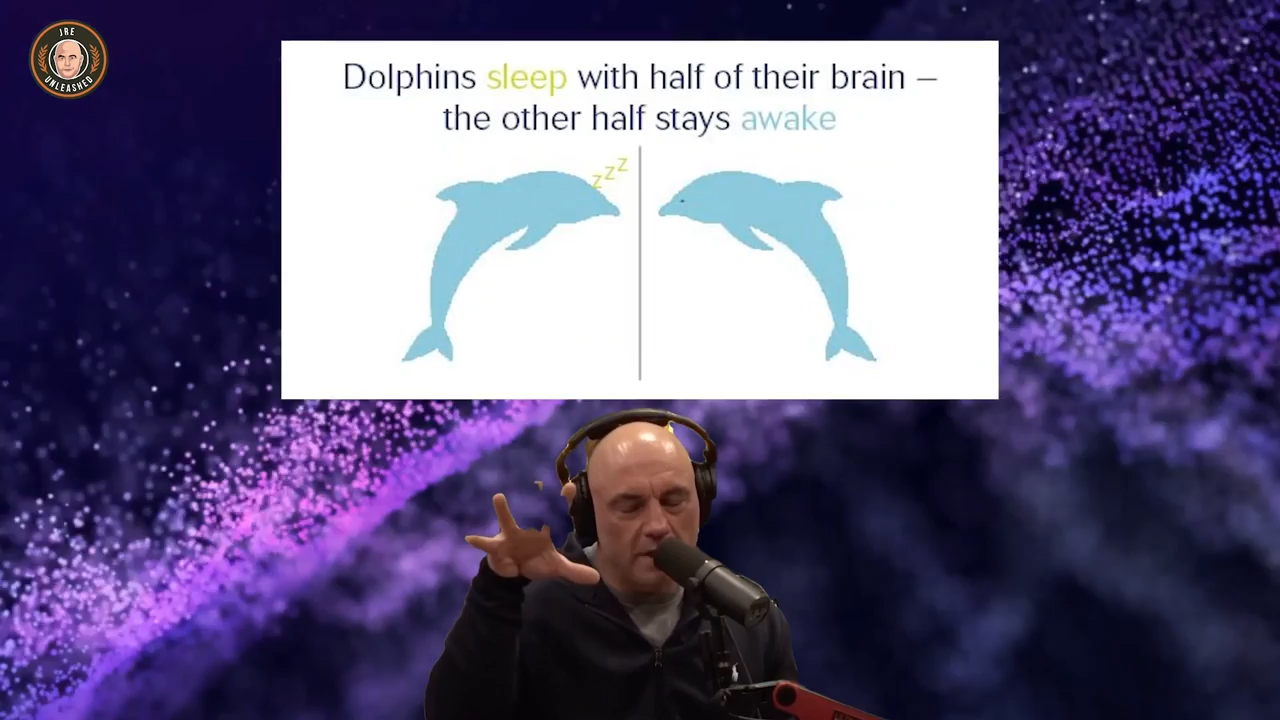 JRE
UNLEASHED
Dolphins sleep with half of their brain –
the other half stays awake
zzz